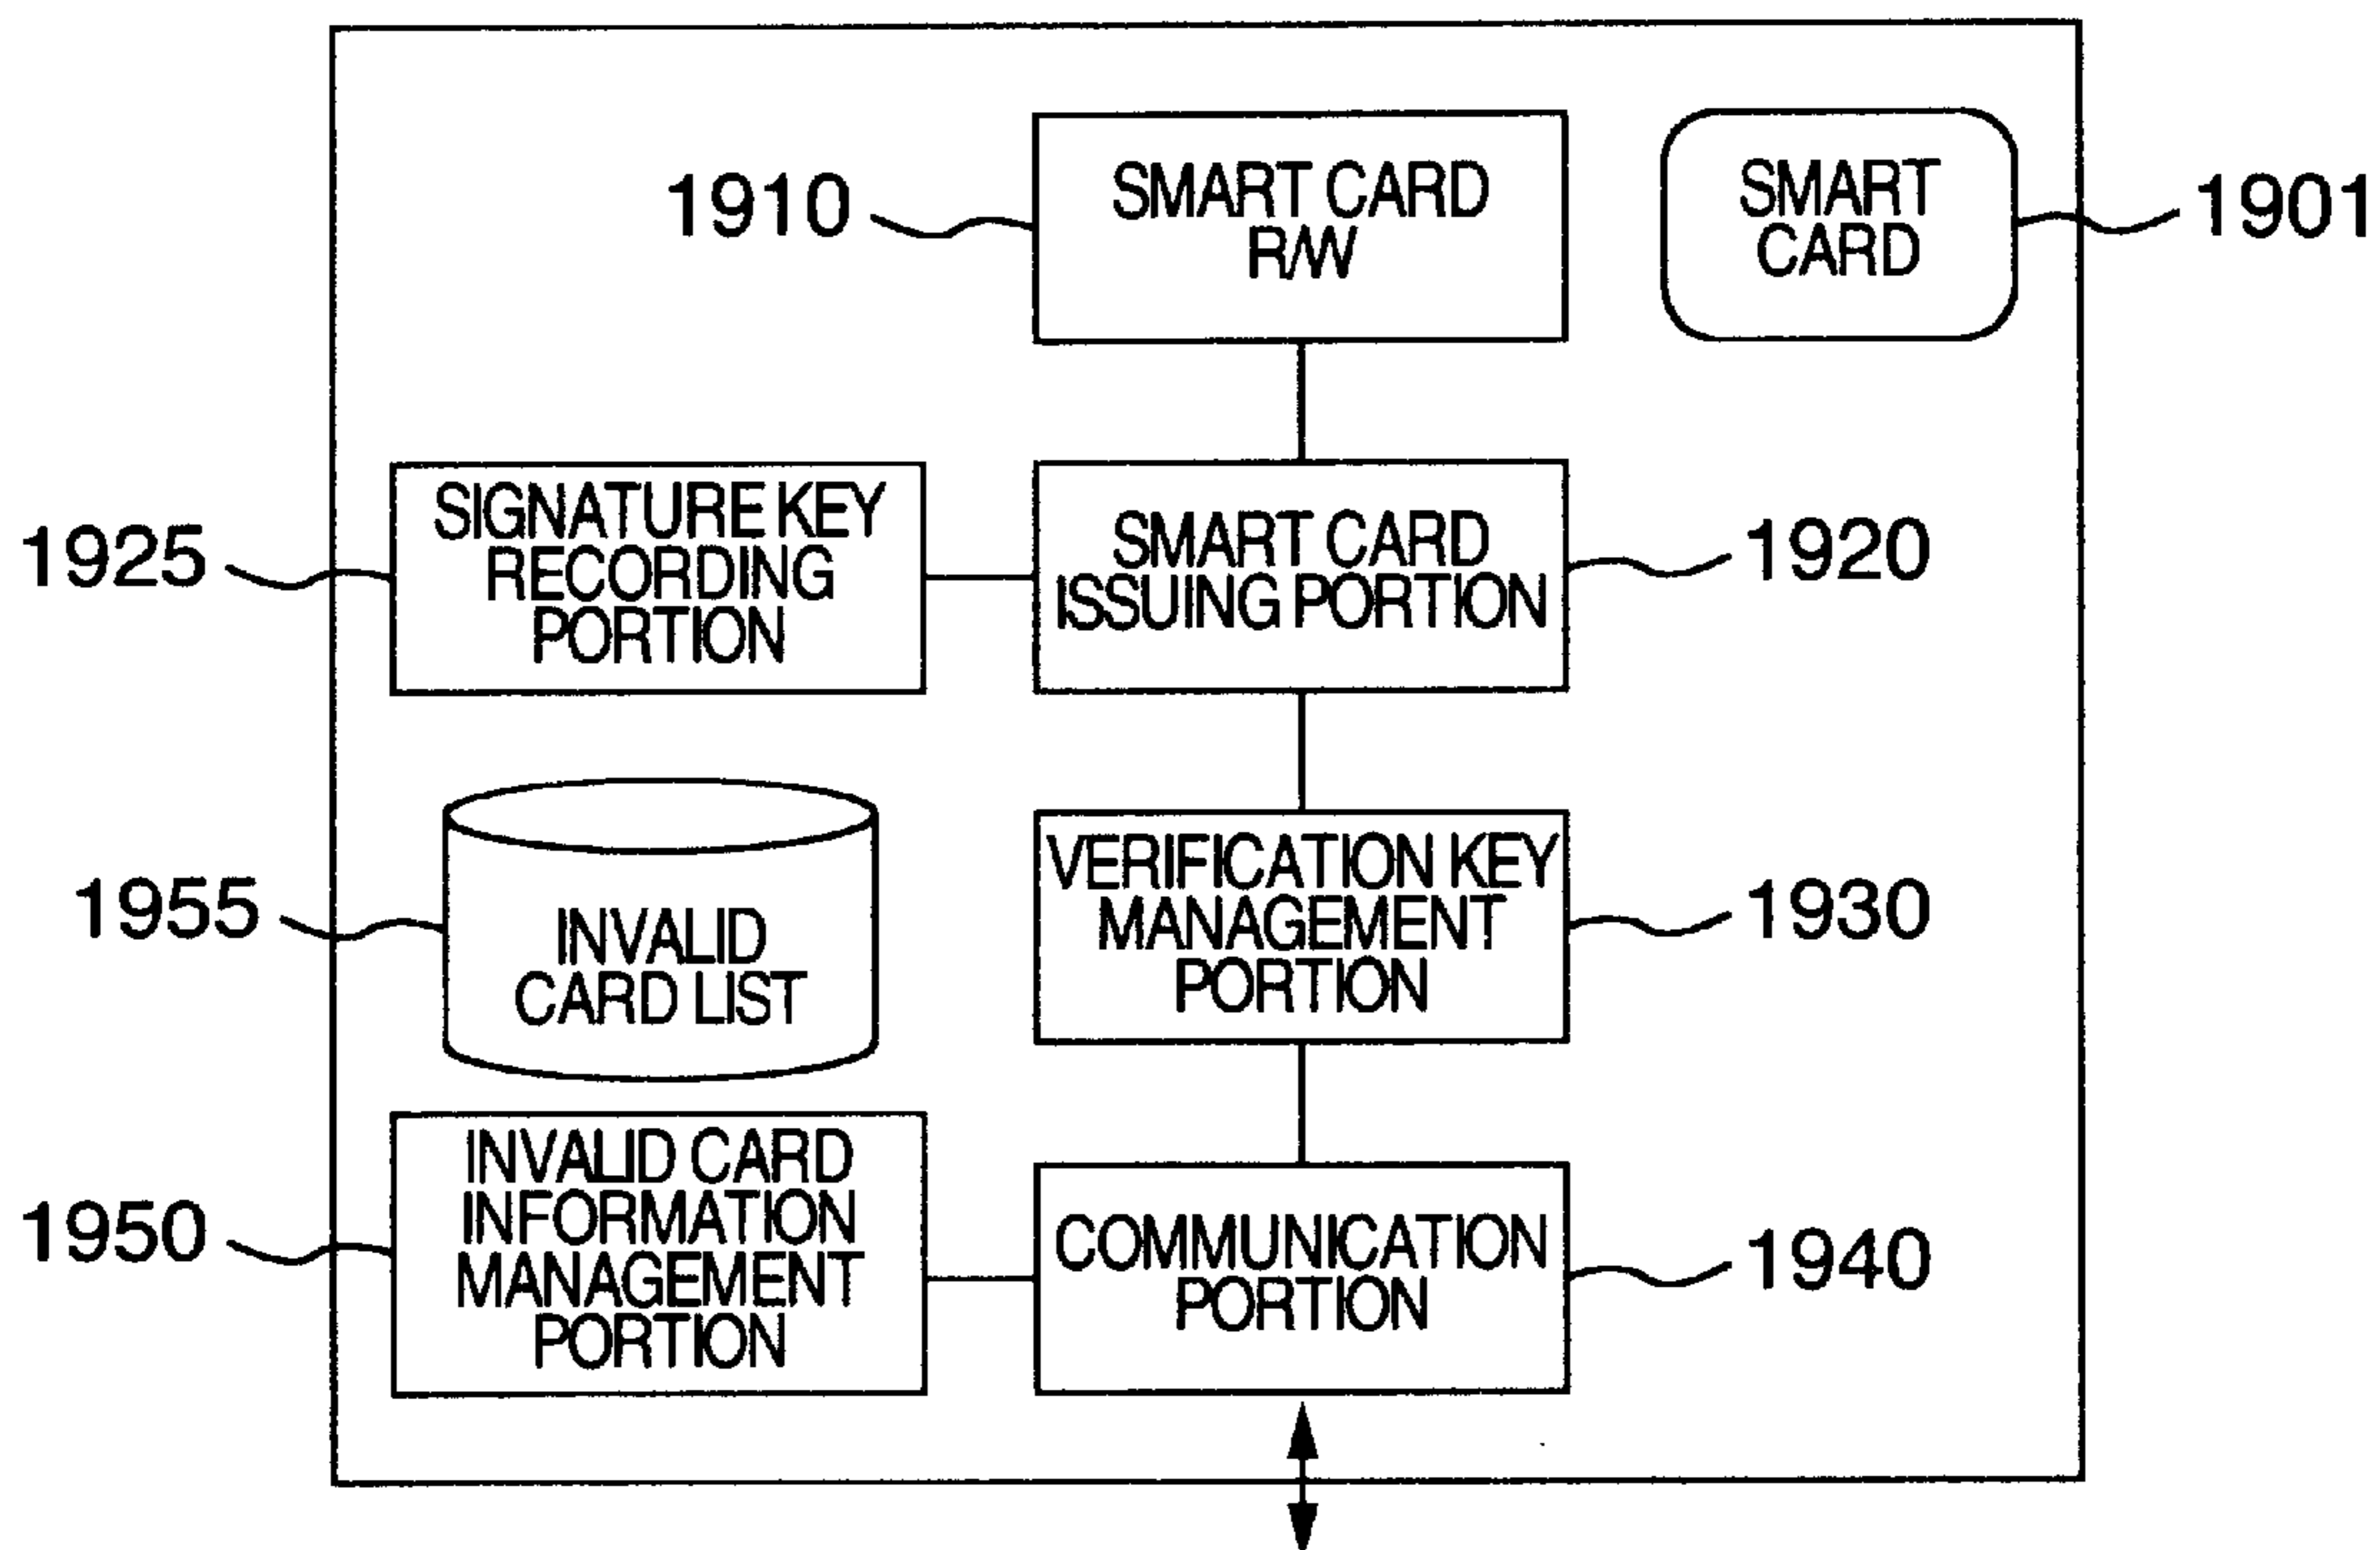 1910
SMART CARD
R/W
SMART
CARD
1901
1925
SIGNATURE KEY
RECORDING
PORTION
SMART CARD
ISSUING PORTION
1920
1955
INVALID
CARD LIST
VERIFICATION KEY
MANAGEMENT
PORTION
1930
1950
INVALID CARD
INFORMATION
MANAGEMENT
PORTION
COMMUNICATION
PORTION
1940